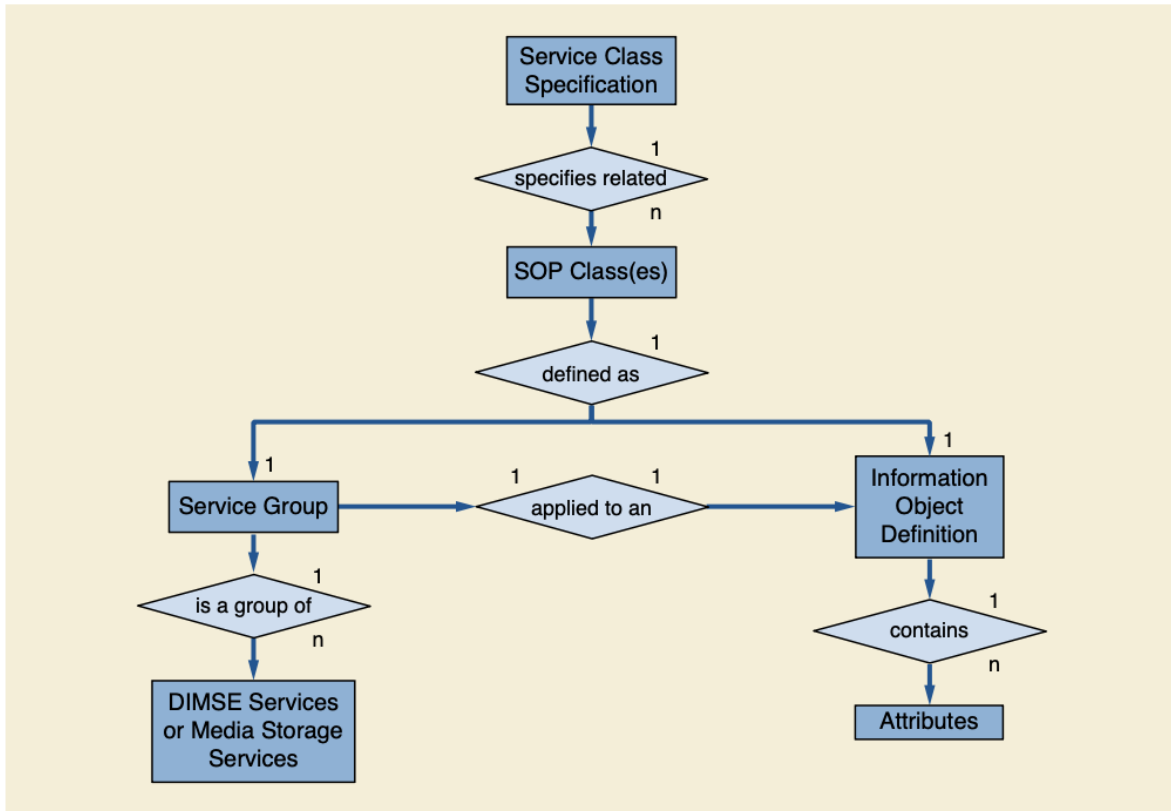 Service Class
Specification
1
specifies related
n
SOP Class(es)
1
defined as
1
1
Service Group
1
applied to an
1
Information
Object
Definition
1
is a group of
n
DIMSE Services
or Media Storage
Services
1
contains
n
Attributes